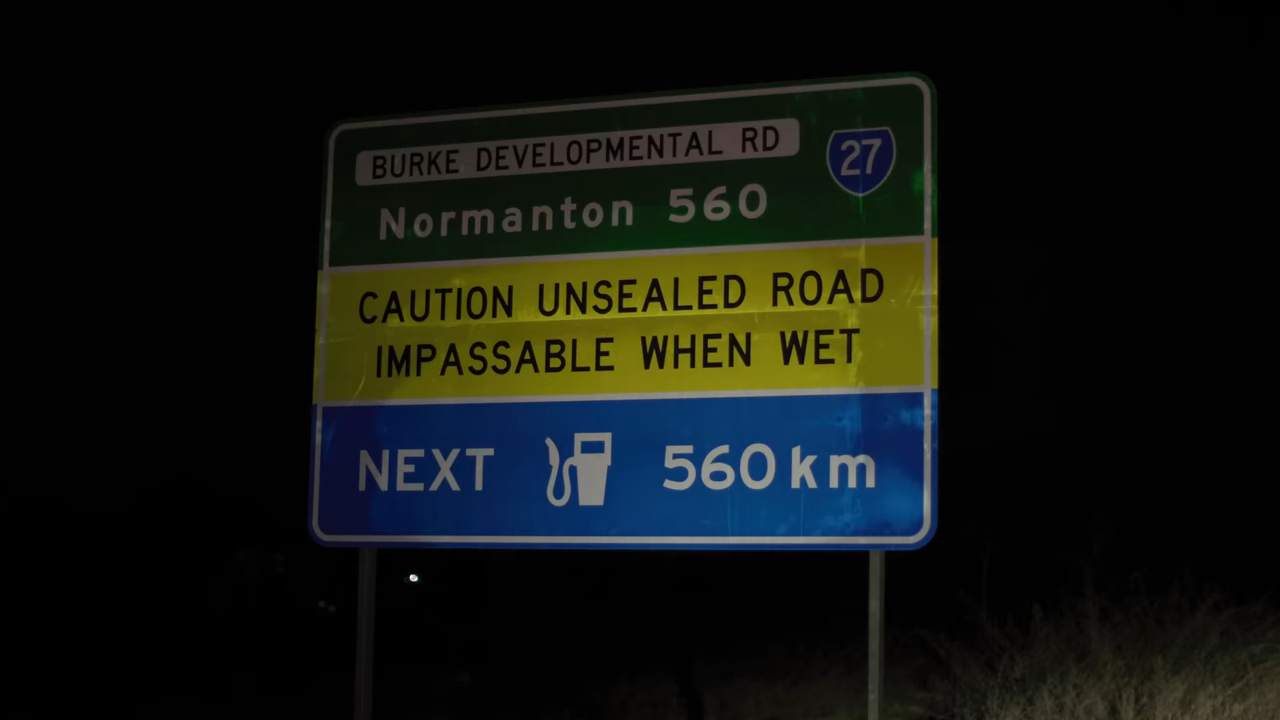 BURKE DEVELOPMENTAL RD
27
Normanton 560
CAUTION UNSEALED ROAD
IMPASSABLE WHEN WET
NEXT 560 km